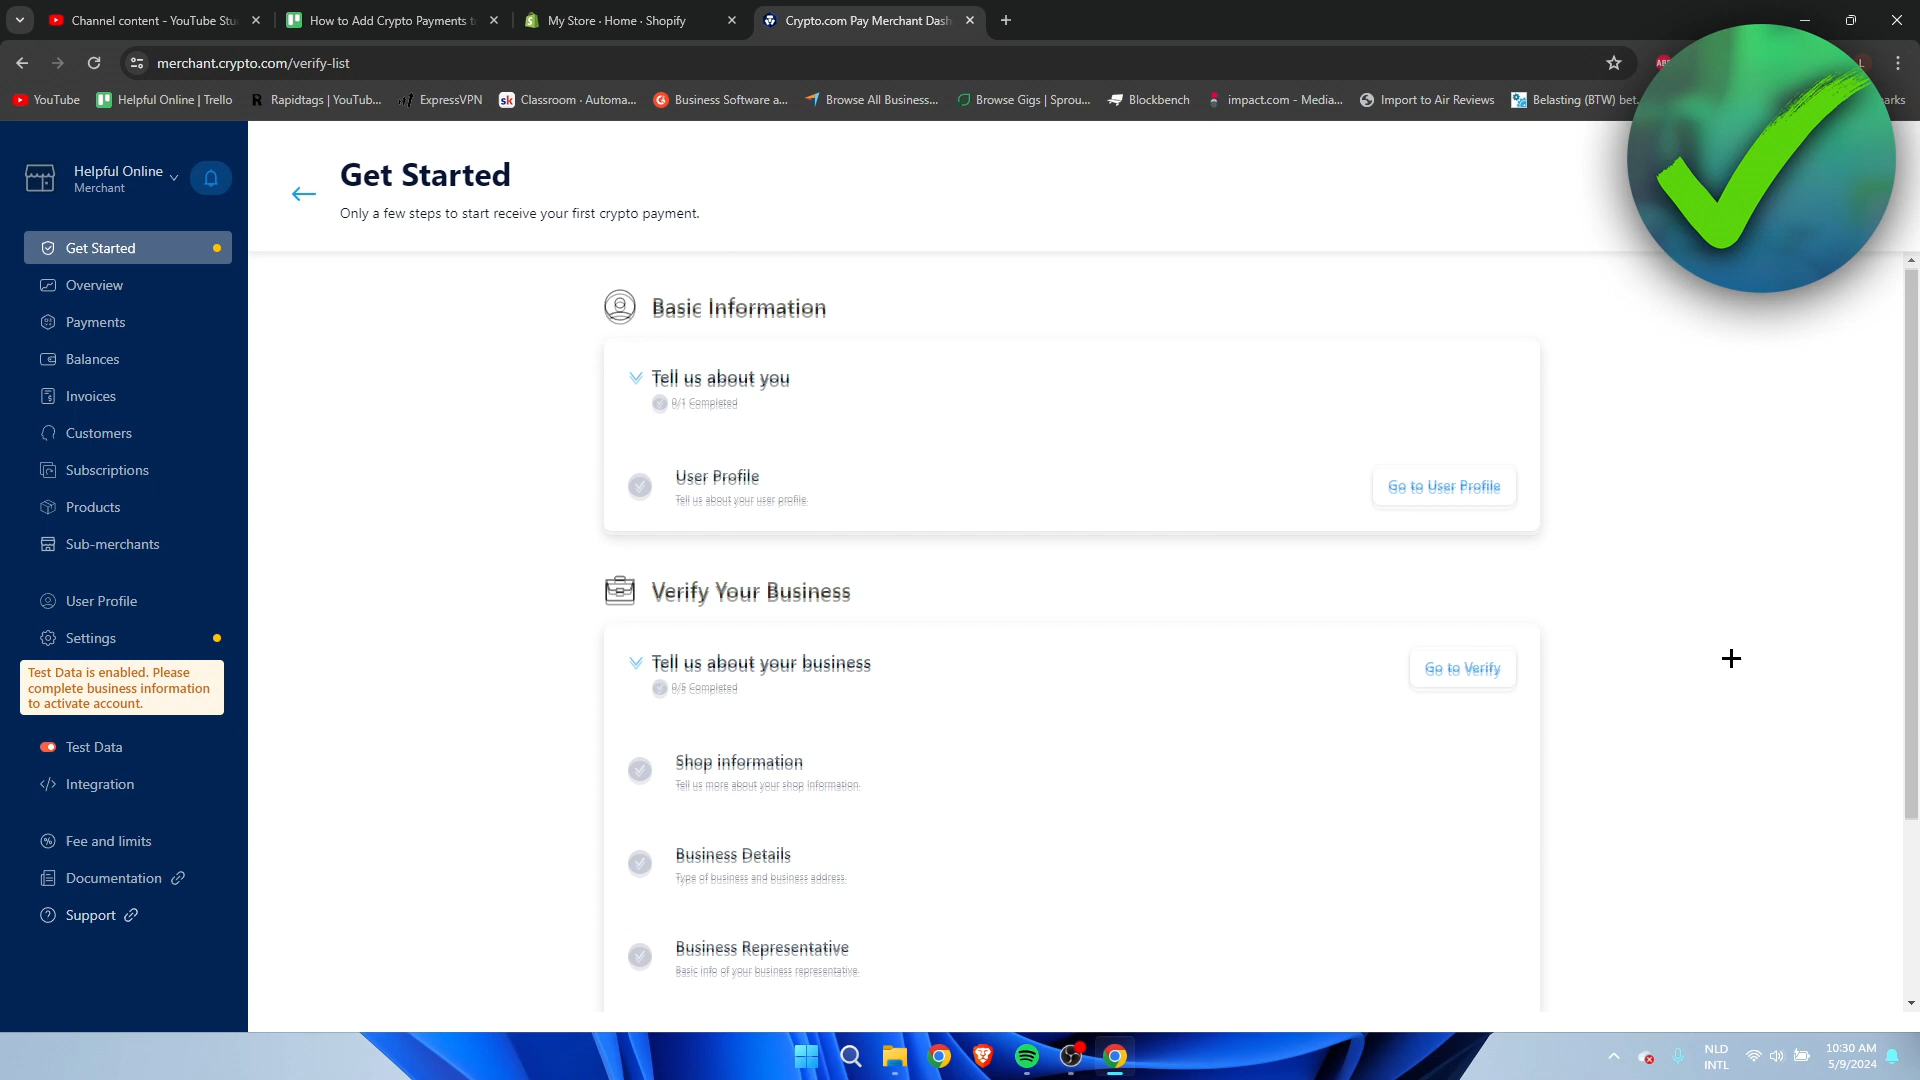 Channel content - YouTube Stu
How to Add Crypto Payments t
My Store · Home · Shopify
Crypto.com Pay Merchant Dash
merchant.crypto.com/verify-list
YouTube
Helpful Online | Trello
Rapidtags | YouTub...
ExpressVPN
Classroom - Automa...
Business Software a...
Browse All Business...
Browse Gigs | Sprou...
Blockbench
impact.com - Media...
Import to Air Reviews
Belasting (BTW) bet.
arks
Helpful Online
Merchant
Get Started
Overview
Payments
Balances
Invoices
Customers
Subscriptions
Products
Sub-merchants
User Profile
Settings
Test Data is enabled. Please
complete business information
to activate account.
Test Data
Integration
Fee and limits
Documentation
Support
Get Started
Only a few steps to start receive your first crypto payment.
Basic Information
Tell us about you
0/1 Completed
User Profile
Tell us about your user profile.
Go to User Profile
Verify Your Business
Tell us about your business
0/5 Completed
Go to Verify
Shop information
Tell us more about your shop information.
Business Details
Type of business and business address.
Business Representative
Basic info of your business representative.
NLD
INTL
10:30 AM
5/9/2024